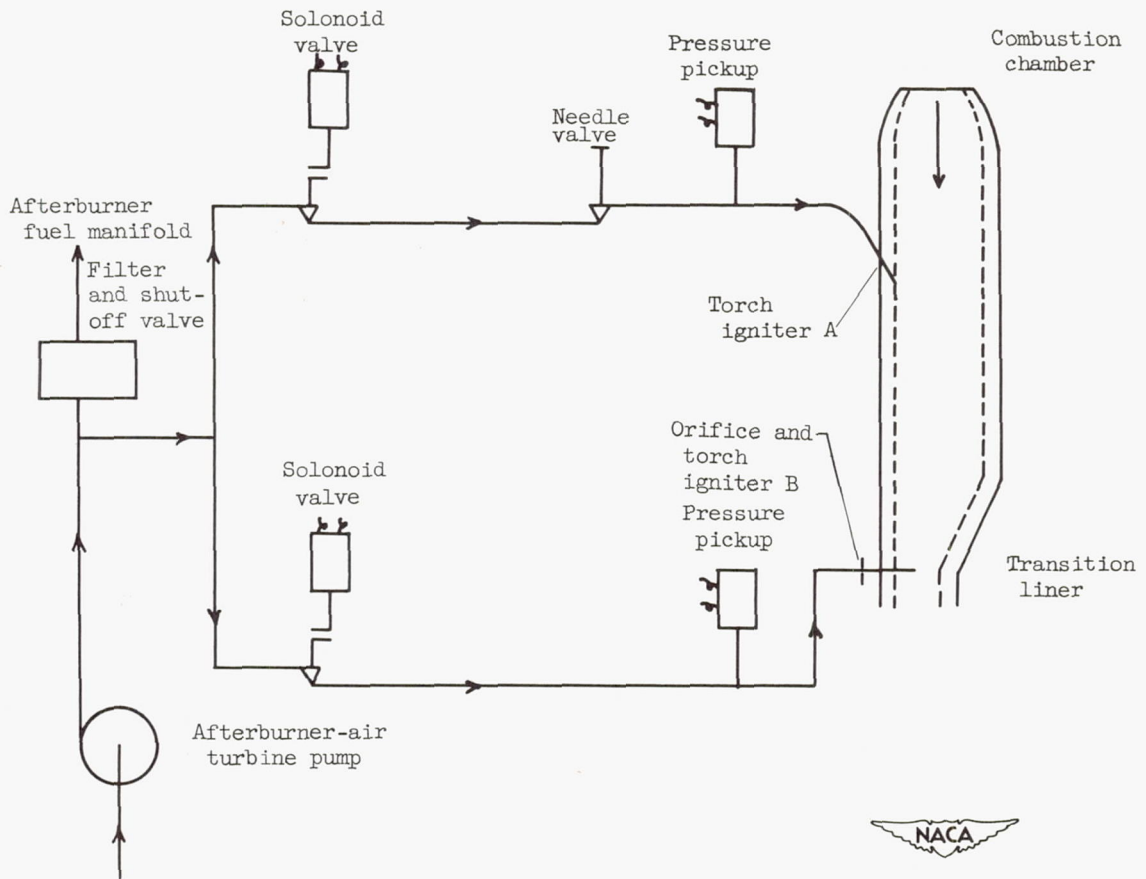 Solonoid
valve
Pressure
pickup
Combustion
chamber
Needle
valve
Afterburner
fuel manifold
Filter
and shut-
off valve
Torch
igniter A
Orifice and
torch
igniter B
Solonoid
valve
Pressure
pickup
Transition
liner
Afterburner-air
turbine pump
NACA